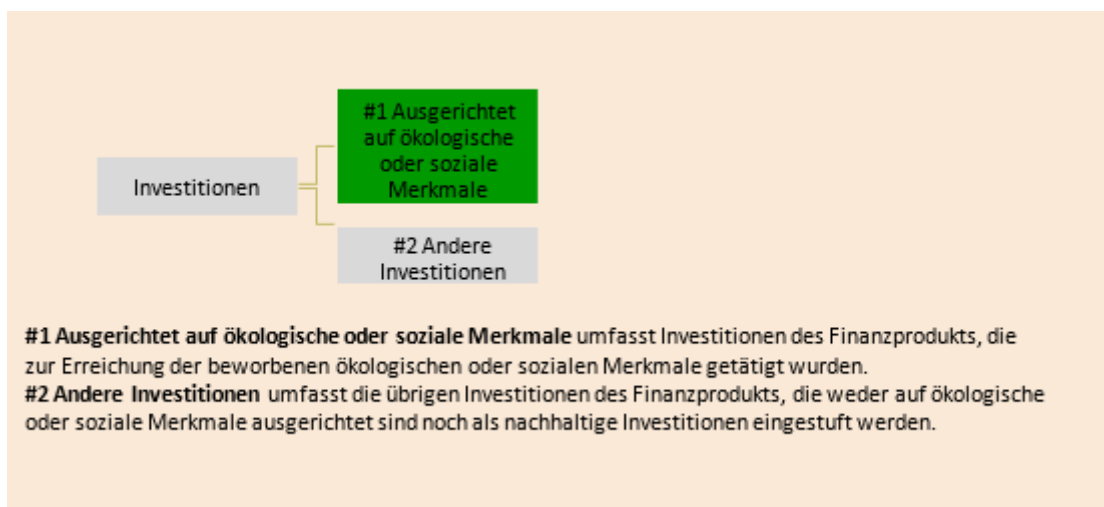 #1 Ausgerichtet
auf ökologische
oder soziale
Merkmale
Investitionen
#2 Andere
Investitionen
#1 Ausgerichtet auf ökologische oder soziale Merkmale umfasst Investitionen des Finanzprodukts, die
zur Erreichung der beworbenen ökologischen oder sozialen Merkmale getätigt wurden.
#2 Andere Investitionen umfasst die übrigen Investitionen des Finanzprodukts, die weder auf ökologische
oder soziale Merkmale ausgerichtet sind noch als nachhaltige Investitionen eingestuft werden.